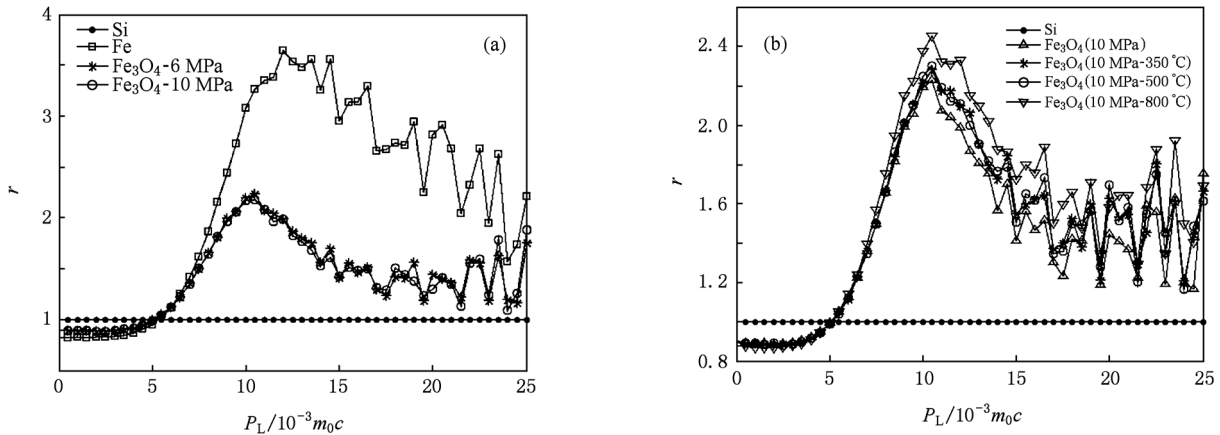 4
3
2
1
0
5
10
15
20
25
r
P_L/10⁻³m₀c
(a)
Si
Fe
Fe₃O₄-6 MPa
Fe₃O₄-10 MPa
2.4
2.0
1.6
1.2
0.8
0
5
10
15
20
25
r
P_L/10⁻³m₀c
(b)
Si
Fe₃O₄(10 MPa)
Fe₃O₄(10 MPa-350℃)
Fe₃O₄(10 MPa-500℃)
Fe₃O₄(10 MPa-800℃)